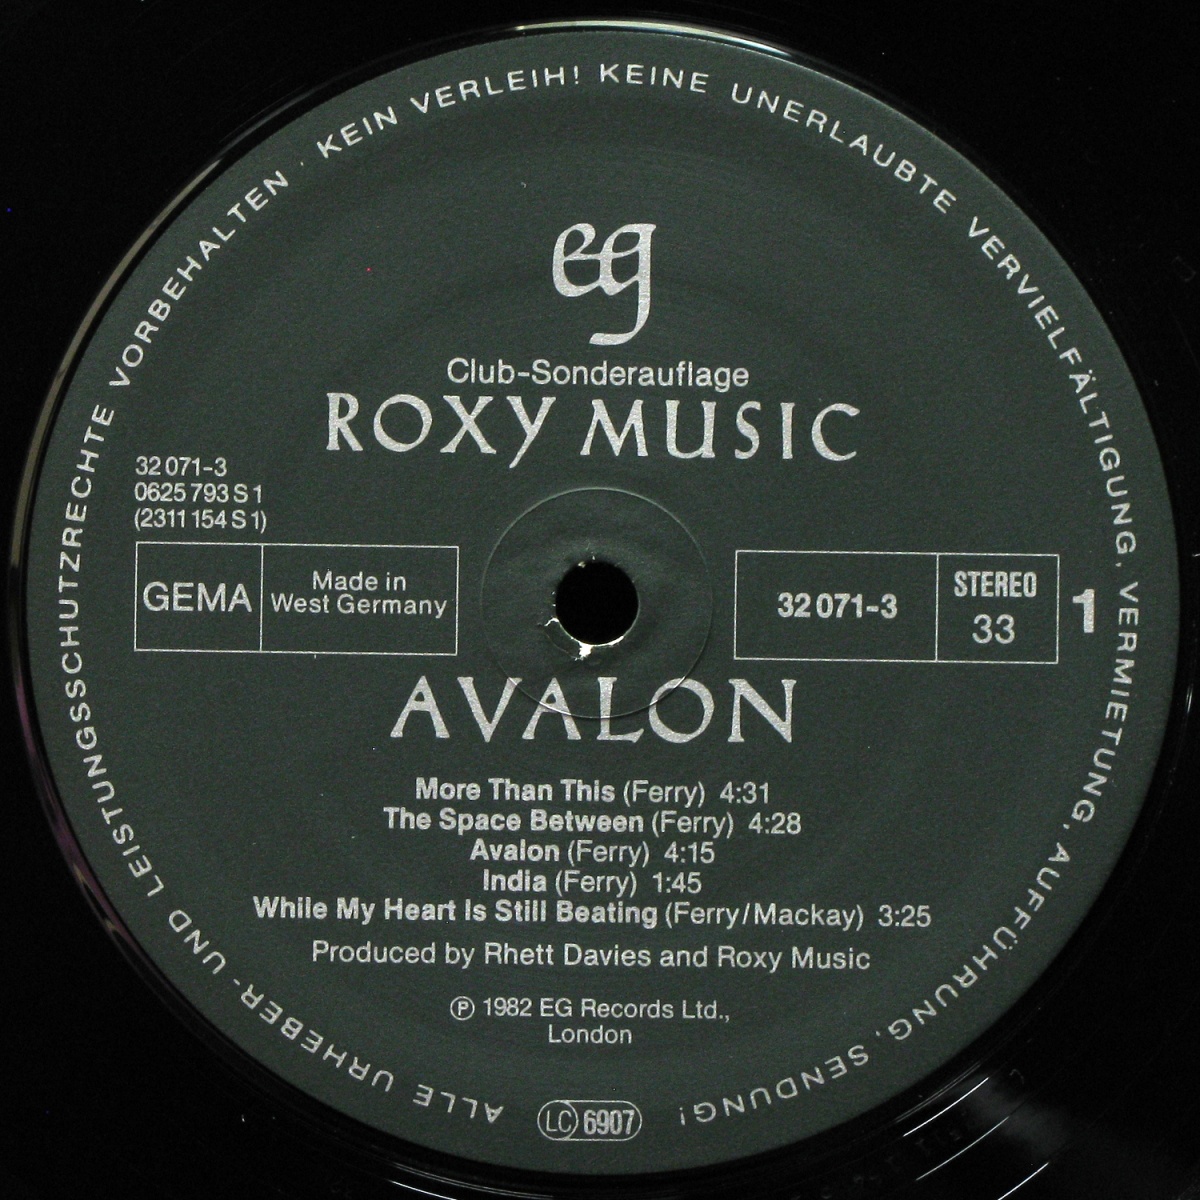 ALLE URHEBER- UND LEISTUNGSSCHUTZRECHTE VORBEHALTEN · KEIN VERLEIH! KEINE UNERLAUBTE VERVIELFÄLTIGUNG, VERMIETUNG, AUFFÜHRUNG, SENDUNG!
eg
Club-Sonderauflage
ROXY MUSIC
32 071-3
0625 793 S 1
(2311 154 S 1)
GEMA
Made in
West Germany
32 071-3
STEREO
33
1
AVALON
More Than This (Ferry) 4:31
The Space Between (Ferry) 4:28
Avalon (Ferry) 4:15
India (Ferry) 1:45
While My Heart Is Still Beating (Ferry/Mackay) 3:25
Produced by Rhett Davies and Roxy Music
Ⓟ 1982 EG Records Ltd.,
London
LC 6907